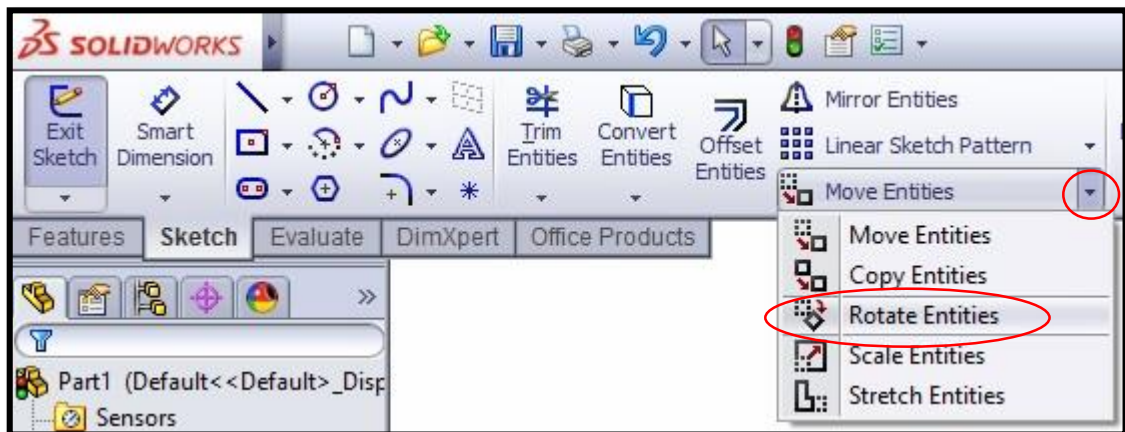 SOLIDWORKS
Exit
Sketch
Smart
Dimension
Trim
Entities
Convert
Entities
Offset
Entities
Mirror Entities
Linear Sketch Pattern
Move Entities
Features
Sketch
Evaluate
DimXpert
Office Products
Move Entities
Copy Entities
Rotate Entities
Scale Entities
Stretch Entities
Part1 (Default<<Default>_Disp
Sensors